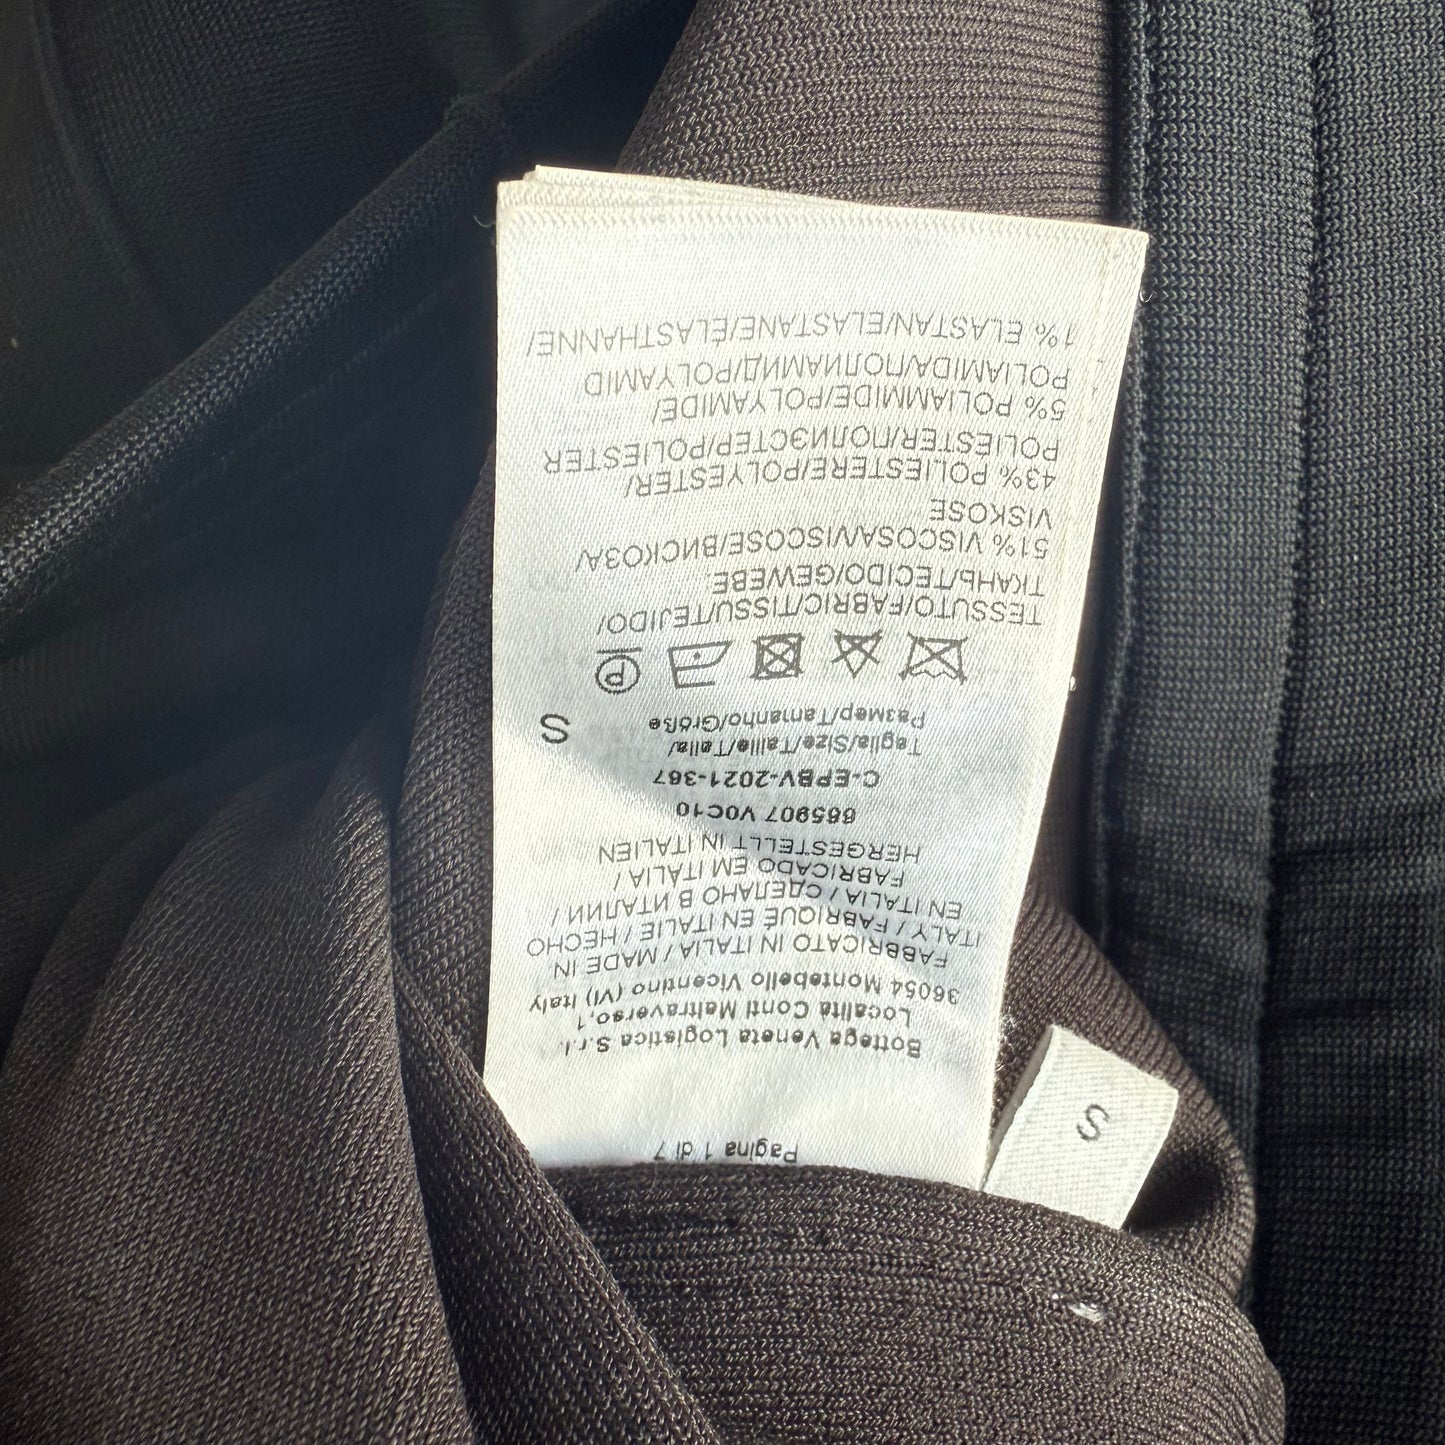 Pagina 1 di 7
Bottega Veneta Logistica S.r.l.
Località Conti Maltraverso,1
36054 Montebello Vicentino (VI) Italy
FABBRICATO IN ITALIA / MADE IN
ITALY / FABRIQUÉ EN ITALIE / HECHO
EN ITALIA / СДЕЛАНО В ИТАЛИИ /
FABRICADO EM ITALIA /
HERGESTELLT IN ITALIEN
665907 V0C10
C-EPBV-2021-367
Taglia/Size/Taille/Talla/
Размер/Tamanho/Größe
S
P
TESSUTO/FABRIC/TISSU/TEJIDO/
ТКАНЬ/TECIDO/GEWEBE:
51% VISCOSA/VISCOSE/ВИСКОЗА/
VISKOSE
43% POLIESTERE/POLYESTER/
POLIESTER/ПОЛИЭСТЕР/POLIÉSTER
5% POLIAMMIDE/POLYAMIDE/
POLIAMIDA/ПОЛИАМИД/POLYAMID
1% ELASTAN/ELASTANE/ELASTHANNE/
S